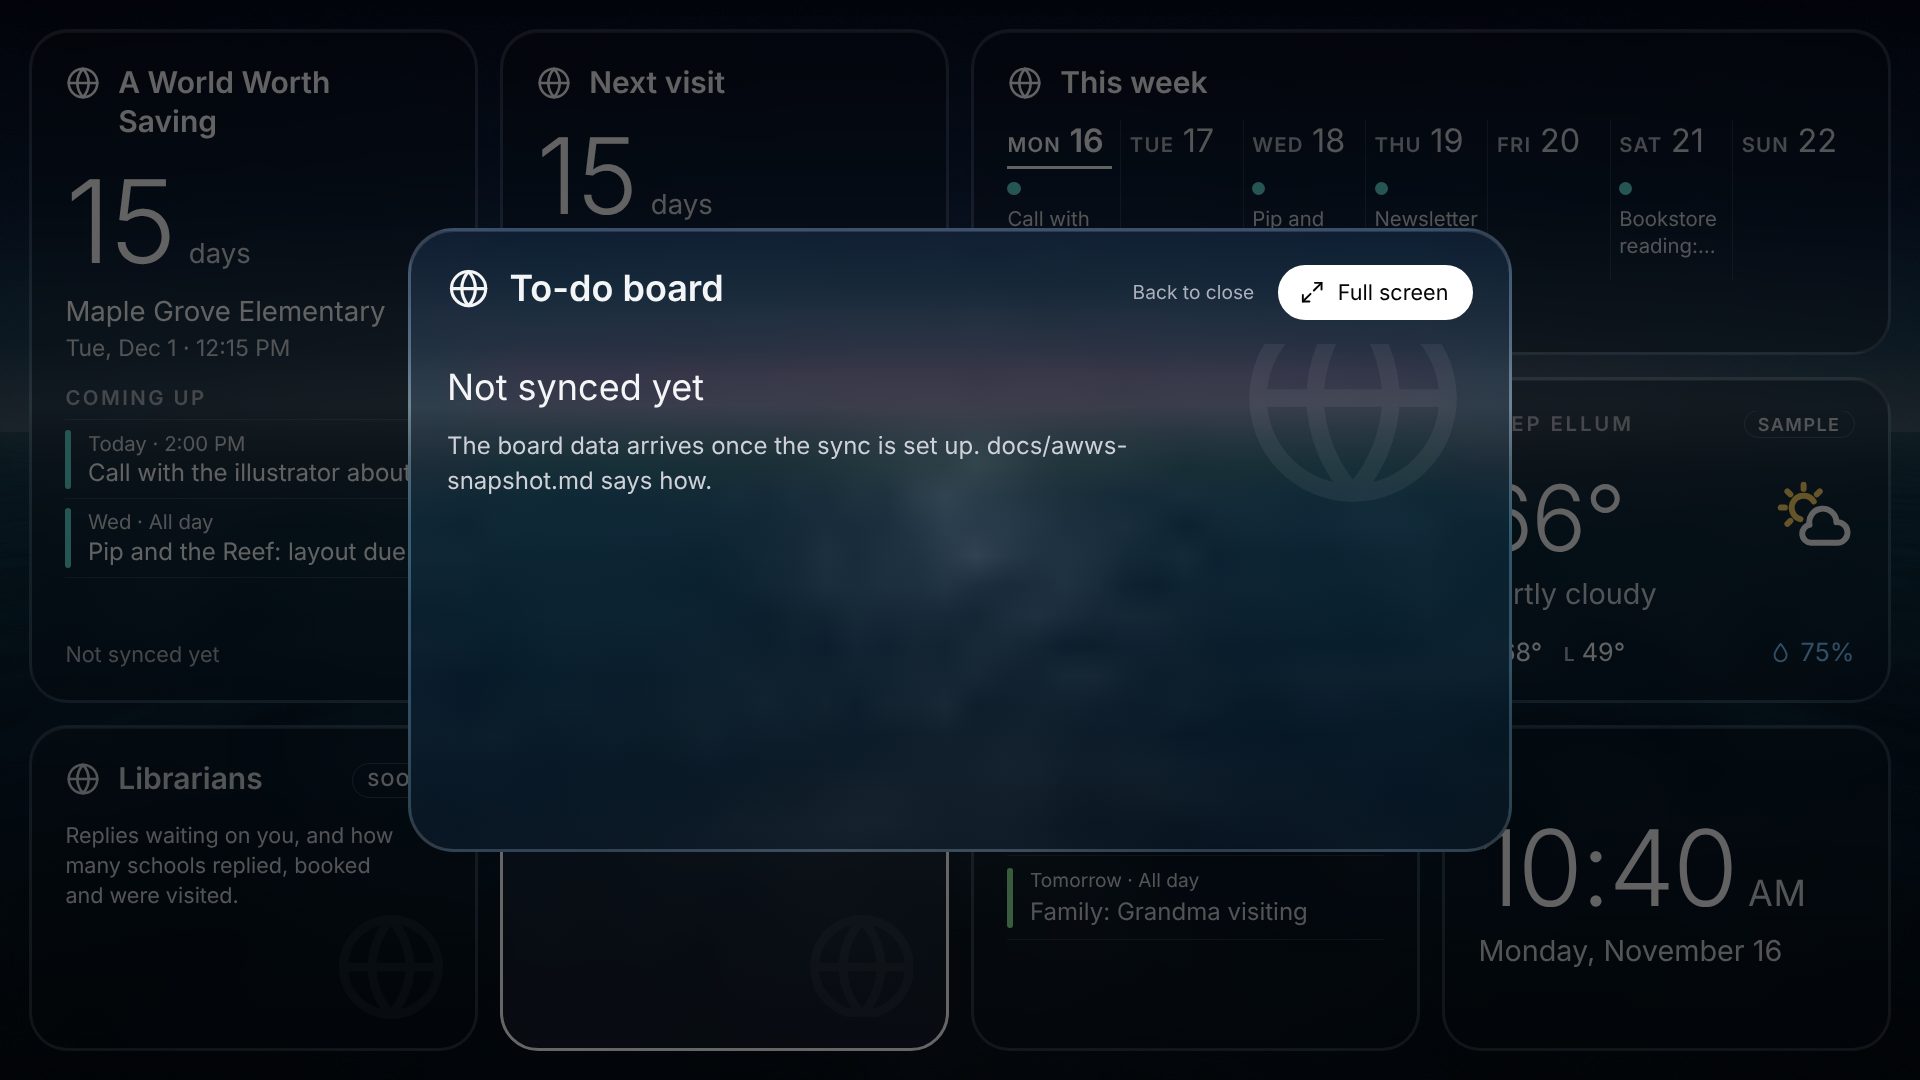 A World Worth
Saving
15 days
Maple Grove Elementary
Tue, Dec 1 · 12:15 PM
COMING UP
Today · 2:00 PM
Call with the illustrator about
Wed · All day
Pip and the Reef: layout due
Not synced yet
Next visit
15 days
This week
MON 16
TUE 17
WED 18
THU 19
FRI 20
SAT 21
SUN 22
Call with
Pip and
Newsletter
Bookstore
reading:...
To-do board
Back to close
Full screen
Not synced yet
The board data arrives once the sync is set up. docs/awws-
snapshot.md says how.
ELLUM
SAMPLE
66°
cloudy
L 49°
75%
Librarians
Replies waiting on you, and how
many schools replied, booked
and were visited.
Tomorrow · All day
Family: Grandma visiting
10:40 AM
Monday, November 16